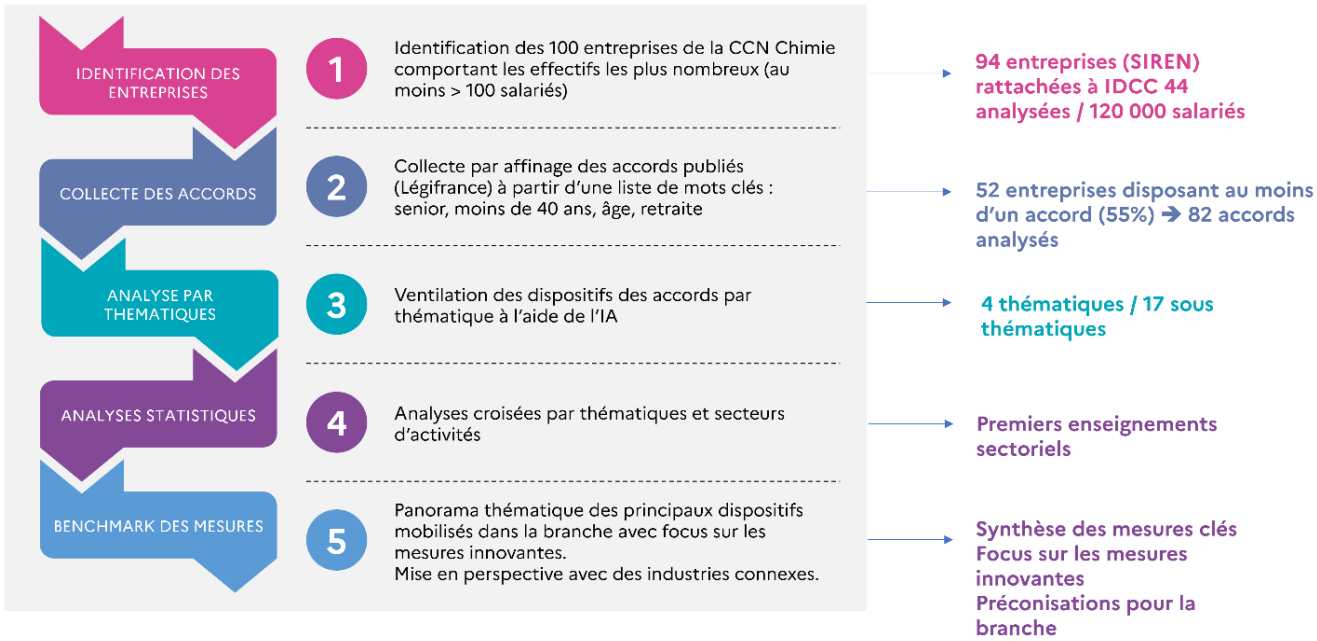 IDENTIFICATION DES
ENTREPRISES
1
Identification des 100 entreprises de la CCN Chimie
comportant les effectifs les plus nombreux (au
moins > 100 salariés)
94 entreprises (SIREN)
rattachées à IDCC 44
analysées / 120 000 salariés
COLLECTE DES ACCORDS
2
Collecte par affinage des accords publiés
(Légifrance) à partir d’une liste de mots clés :
senior, moins de 40 ans, âge, retraite
52 entreprises disposant au moins
d’un accord (55%) ➔ 82 accords
analysés
ANALYSE PAR
THEMATIQUES
3
Ventilation des dispositifs des accords par
thématique à l’aide de l’IA
4 thématiques / 17 sous
thématiques
ANALYSES STATISTIQUES
4
Analyses croisées par thématiques et secteurs
d’activités
Premiers enseignements
sectoriels
BENCHMARK DES MESURES
5
Panorama thématique des principaux dispositifs
mobilisés dans la branche avec focus sur les
mesures innovantes.
Mise en perspective avec des industries connexes.
Synthèse des mesures clés
Focus sur les mesures
innovantes
Préconisations pour la
branche